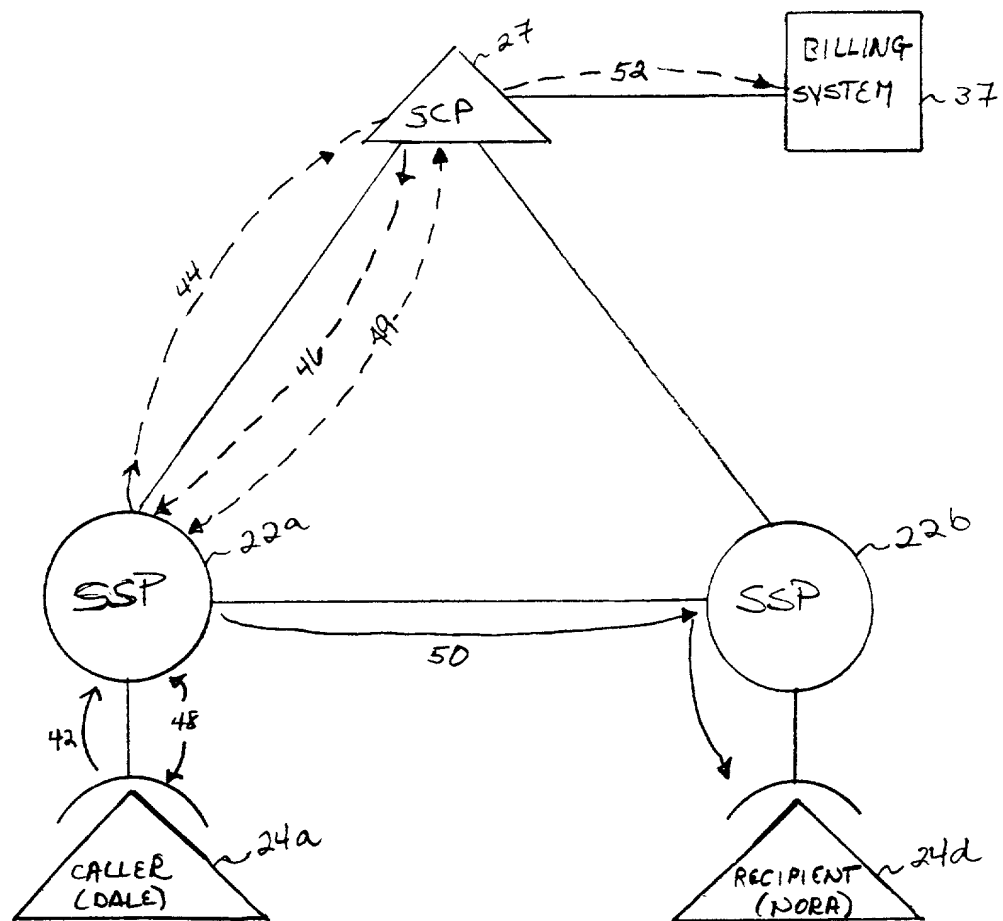 27
BILLING
SYSTEM
52
37
SCP
44
46
49
22a
22b
SSP
SSP
50
42
48
24a
24d
CALLER
(DALE)
RECIPIENT
(NORA)